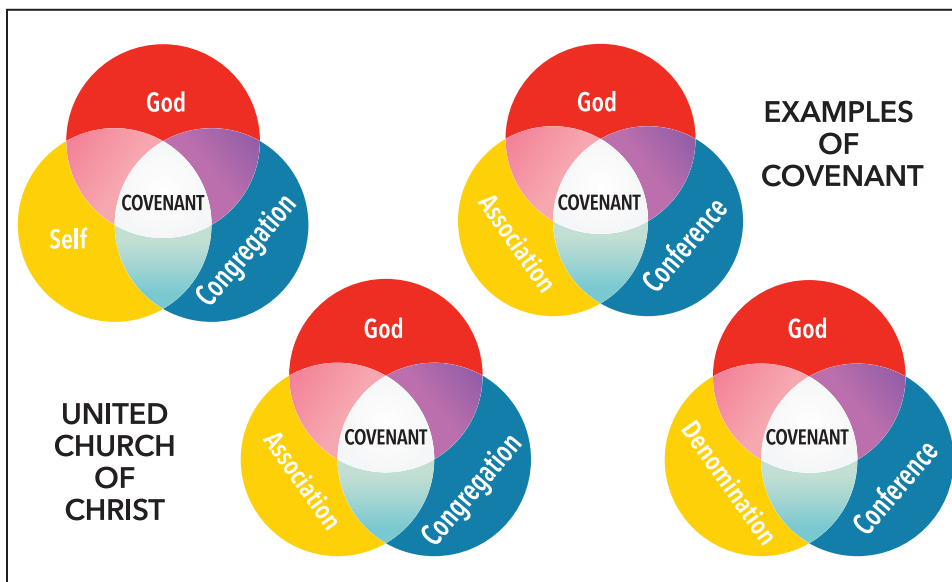 God
COVENANT
Self
Congregation
God
COVENANT
Association
Conference
EXAMPLES
OF
COVENANT
UNITED
CHURCH
OF
CHRIST
God
COVENANT
Association
Congregation
God
COVENANT
Denomination
Conference